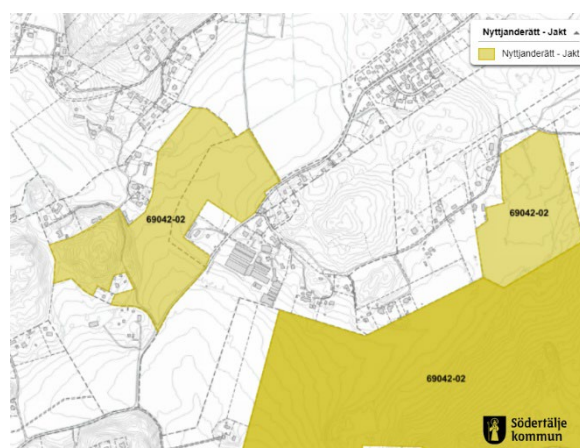 Nyttjanderätt - Jakt
Nyttjanderätt - Jakt
69042-02
69042-02
69042-02
Södertälje
kommun